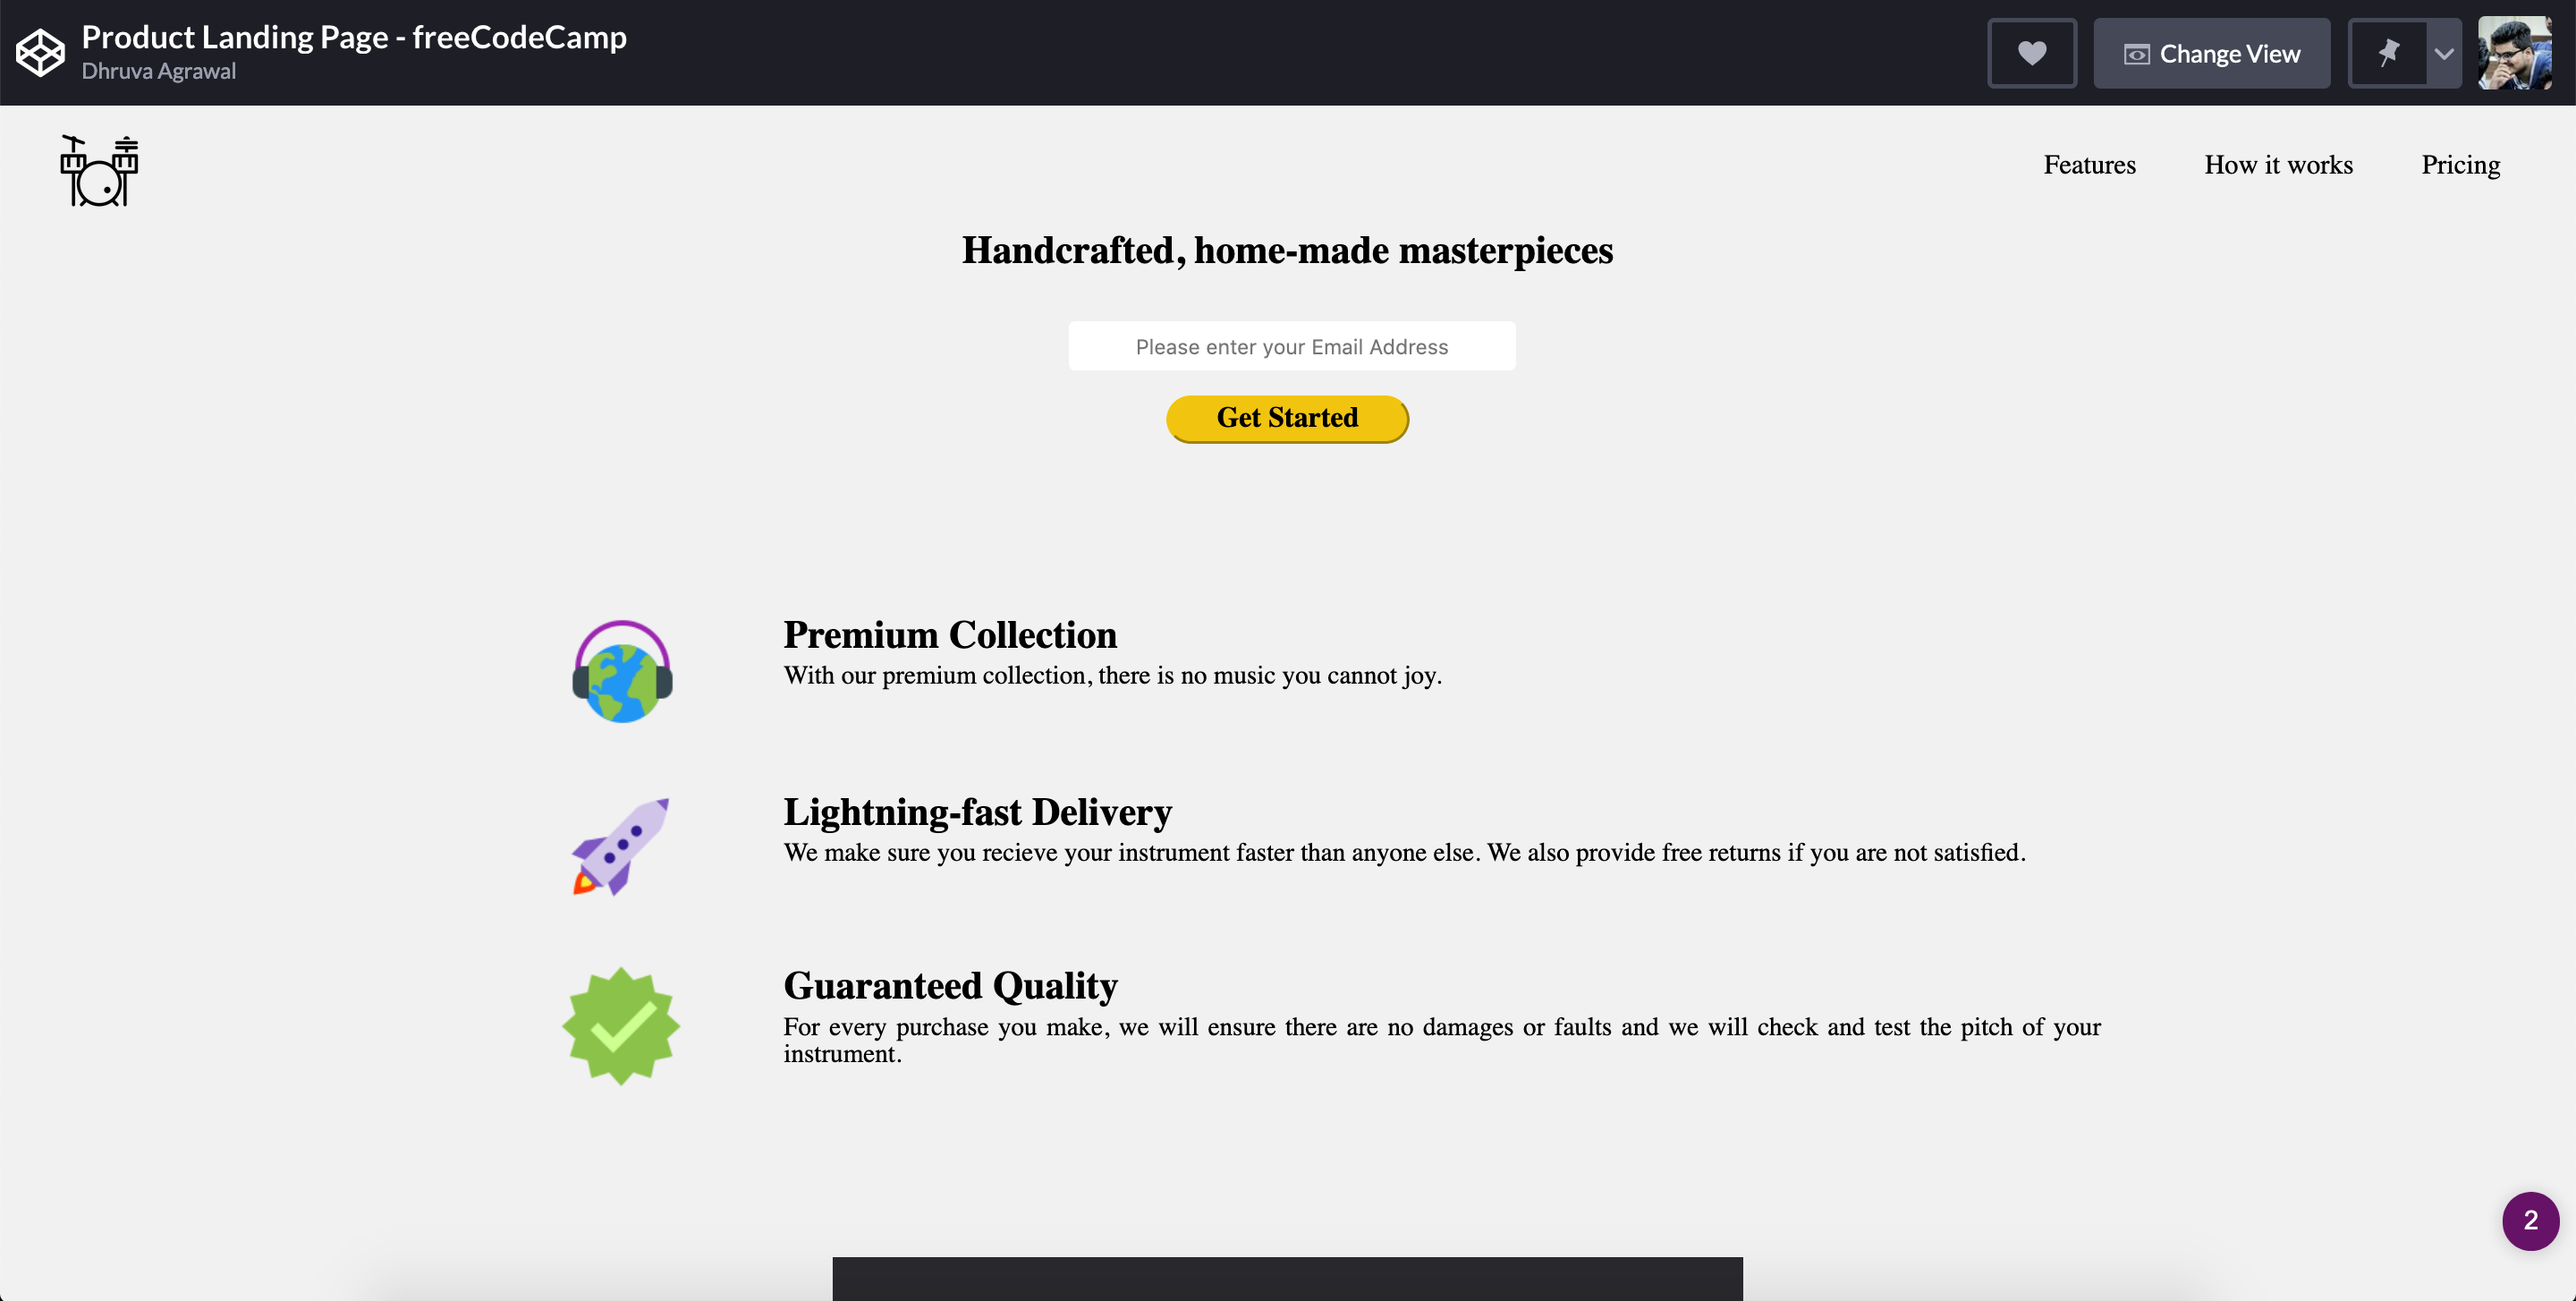 Product Landing Page - freeCodeCamp
Dhruva Agrawal
Change View
Features
How it works
Pricing
Handcrafted, home-made masterpieces
Please enter your Email Address
Get Started
Premium Collection
With our premium collection, there is no music you cannot joy.
Lightning-fast Delivery
We make sure you recieve your instrument faster than anyone else. We also provide free returns if you are not satisfied.
Guaranteed Quality
For every purchase you make, we will ensure there are no damages or faults and we will check and test the pitch of your
instrument.
2